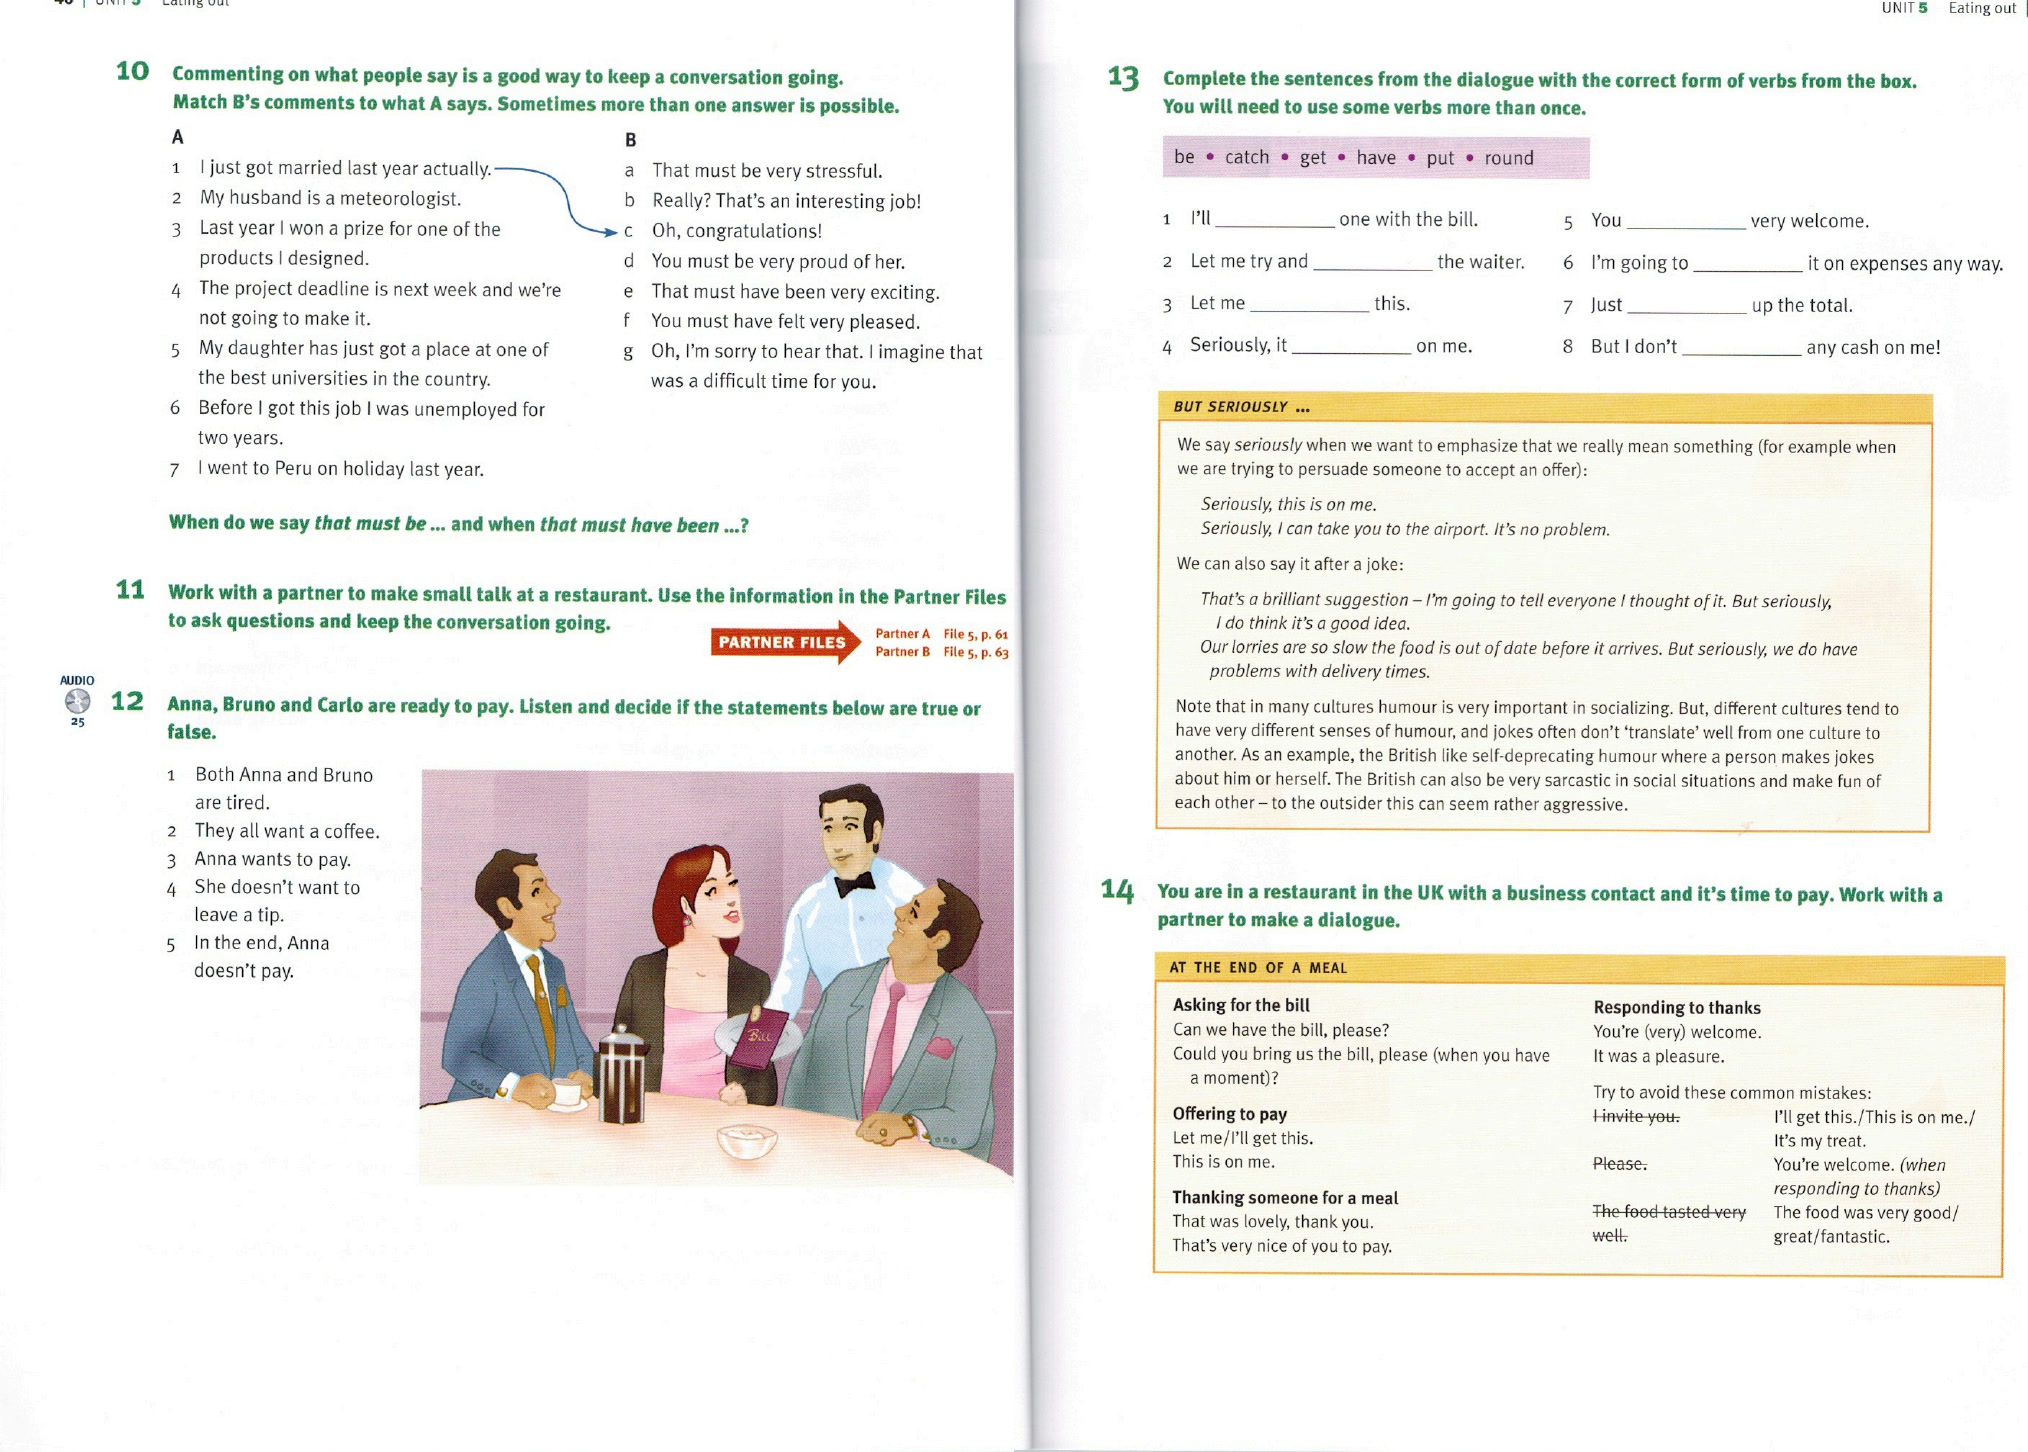 UNIT 5 Eating out
10 Commenting on what people say is a good way to keep a conversation going.
Match B's comments to what A says. Sometimes more than one answer is possible.
A
1 I just got married last year actually.
2 My husband is a meteorologist.
3 Last year I won a prize for one of the
products I designed.
4 The project deadline is next week and we're
not going to make it.
5 My daughter has just got a place at one of
the best universities in the country.
6 Before I got this job I was unemployed for
two years.
7 I went to Peru on holiday last year.
B
a That must be very stressful.
b Really? That's an interesting job!
c Oh, congratulations!
d You must be very proud of her.
e That must have been very exciting.
f You must have felt very pleased.
g Oh, I'm sorry to hear that. I imagine that
was a difficult time for you.
When do we say that must be ... and when that must have been ...?
11 Work with a partner to make small talk at a restaurant. Use the information in the Partner Files
to ask questions and keep the conversation going.
PARTNER FILES
Partner A File 5, p. 61
Partner B File 5, p. 63
AUDIO
25
12 Anna, Bruno and Carlo are ready to pay. Listen and decide if the statements below are true or
false.
1 Both Anna and Bruno
are tired.
2 They all want a coffee.
3 Anna wants to pay.
4 She doesn't want to
leave a tip.
5 In the end, Anna
doesn't pay.
Bill
UNIT 5 Eating out
13 Complete the sentences from the dialogue with the correct form of verbs from the box.
You will need to use some verbs more than once.
be • catch • get • have • put • round
1 I'll ____________ one with the bill.
2 Let me try and ____________ the waiter.
3 Let me ____________ this.
4 Seriously, it ____________ on me.
5 You ____________ very welcome.
6 I'm going to ____________ it on expenses any way.
7 Just ____________ up the total.
8 But I don't ____________ any cash on me!
BUT SERIOUSLY ...
We say seriously when we want to emphasize that we really mean something (for example when
we are trying to persuade someone to accept an offer):
Seriously, this is on me.
Seriously, I can take you to the airport. It's no problem.
We can also say it after a joke:
That's a brilliant suggestion – I'm going to tell everyone I thought of it. But seriously,
I do think it's a good idea.
Our lorries are so slow the food is out of date before it arrives. But seriously, we do have
problems with delivery times.
Note that in many cultures humour is very important in socializing. But, different cultures tend to
have very different senses of humour, and jokes often don't 'translate' well from one culture to
another. As an example, the British like self-deprecating humour where a person makes jokes
about him or herself. The British can also be very sarcastic in social situations and make fun of
each other – to the outsider this can seem rather aggressive.
14 You are in a restaurant in the UK with a business contact and it's time to pay. Work with a
partner to make a dialogue.
AT THE END OF A MEAL
Asking for the bill
Can we have the bill, please?
Could you bring us the bill, please (when you have
a moment)?
Offering to pay
Let me/I'll get this.
This is on me.
Thanking someone for a meal
That was lovely, thank you.
That's very nice of you to pay.
Responding to thanks
You're (very) welcome.
It was a pleasure.
Try to avoid these common mistakes:
I invite you. I'll get this./This is on me./
It's my treat.
Please. You're welcome. (when
responding to thanks)
The food tasted very The food was very good/
well. great/fantastic.